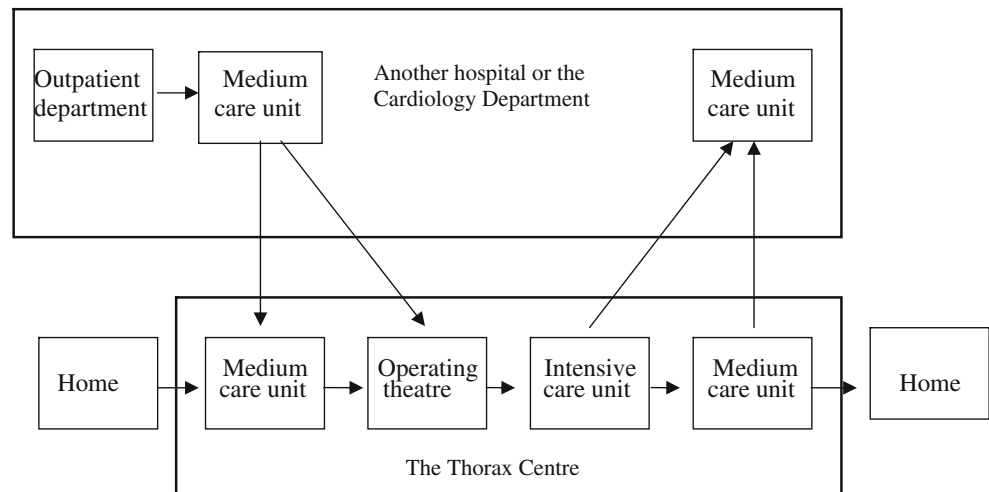 Outpatient
department
Medium
care unit
Another hospital or the
Cardiology Department
Medium
care unit
Home
Medium
care unit
Operating
theatre
Intensive
care unit
Medium
care unit
Home
The Thorax Centre